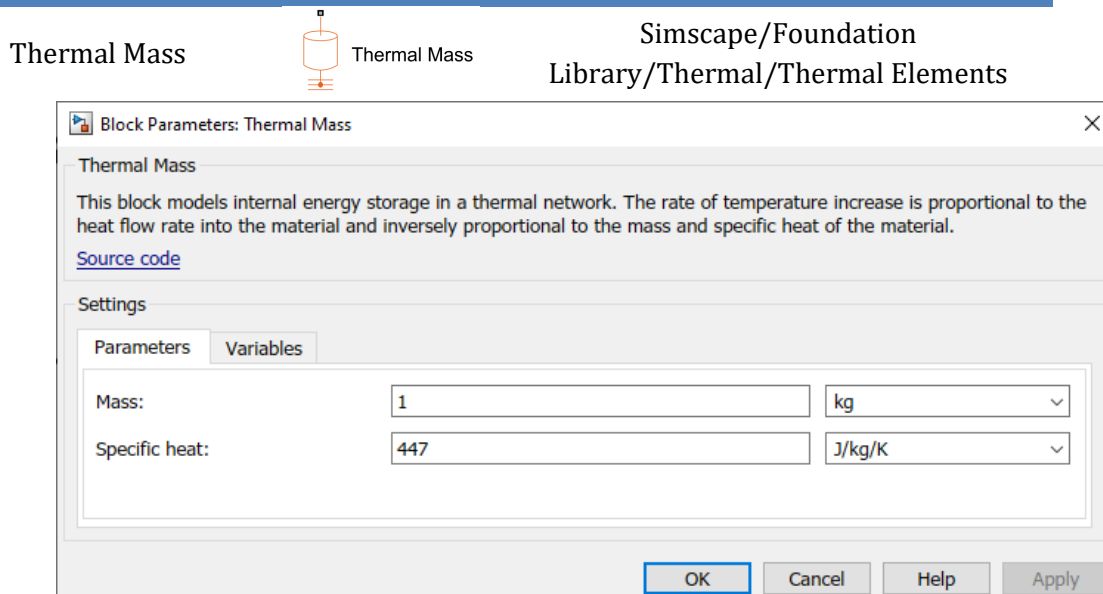 Thermal Mass
Thermal Mass
Simscape/Foundation
Library/Thermal/Thermal Elements
Block Parameters: Thermal Mass
Thermal Mass
This block models internal energy storage in a thermal network. The rate of temperature increase is proportional to the
heat flow rate into the material and inversely proportional to the mass and specific heat of the material.
Source code
Settings
Parameters Variables
Mass: 1 kg
Specific heat: 447 J/kg/K
OK Cancel Help Apply